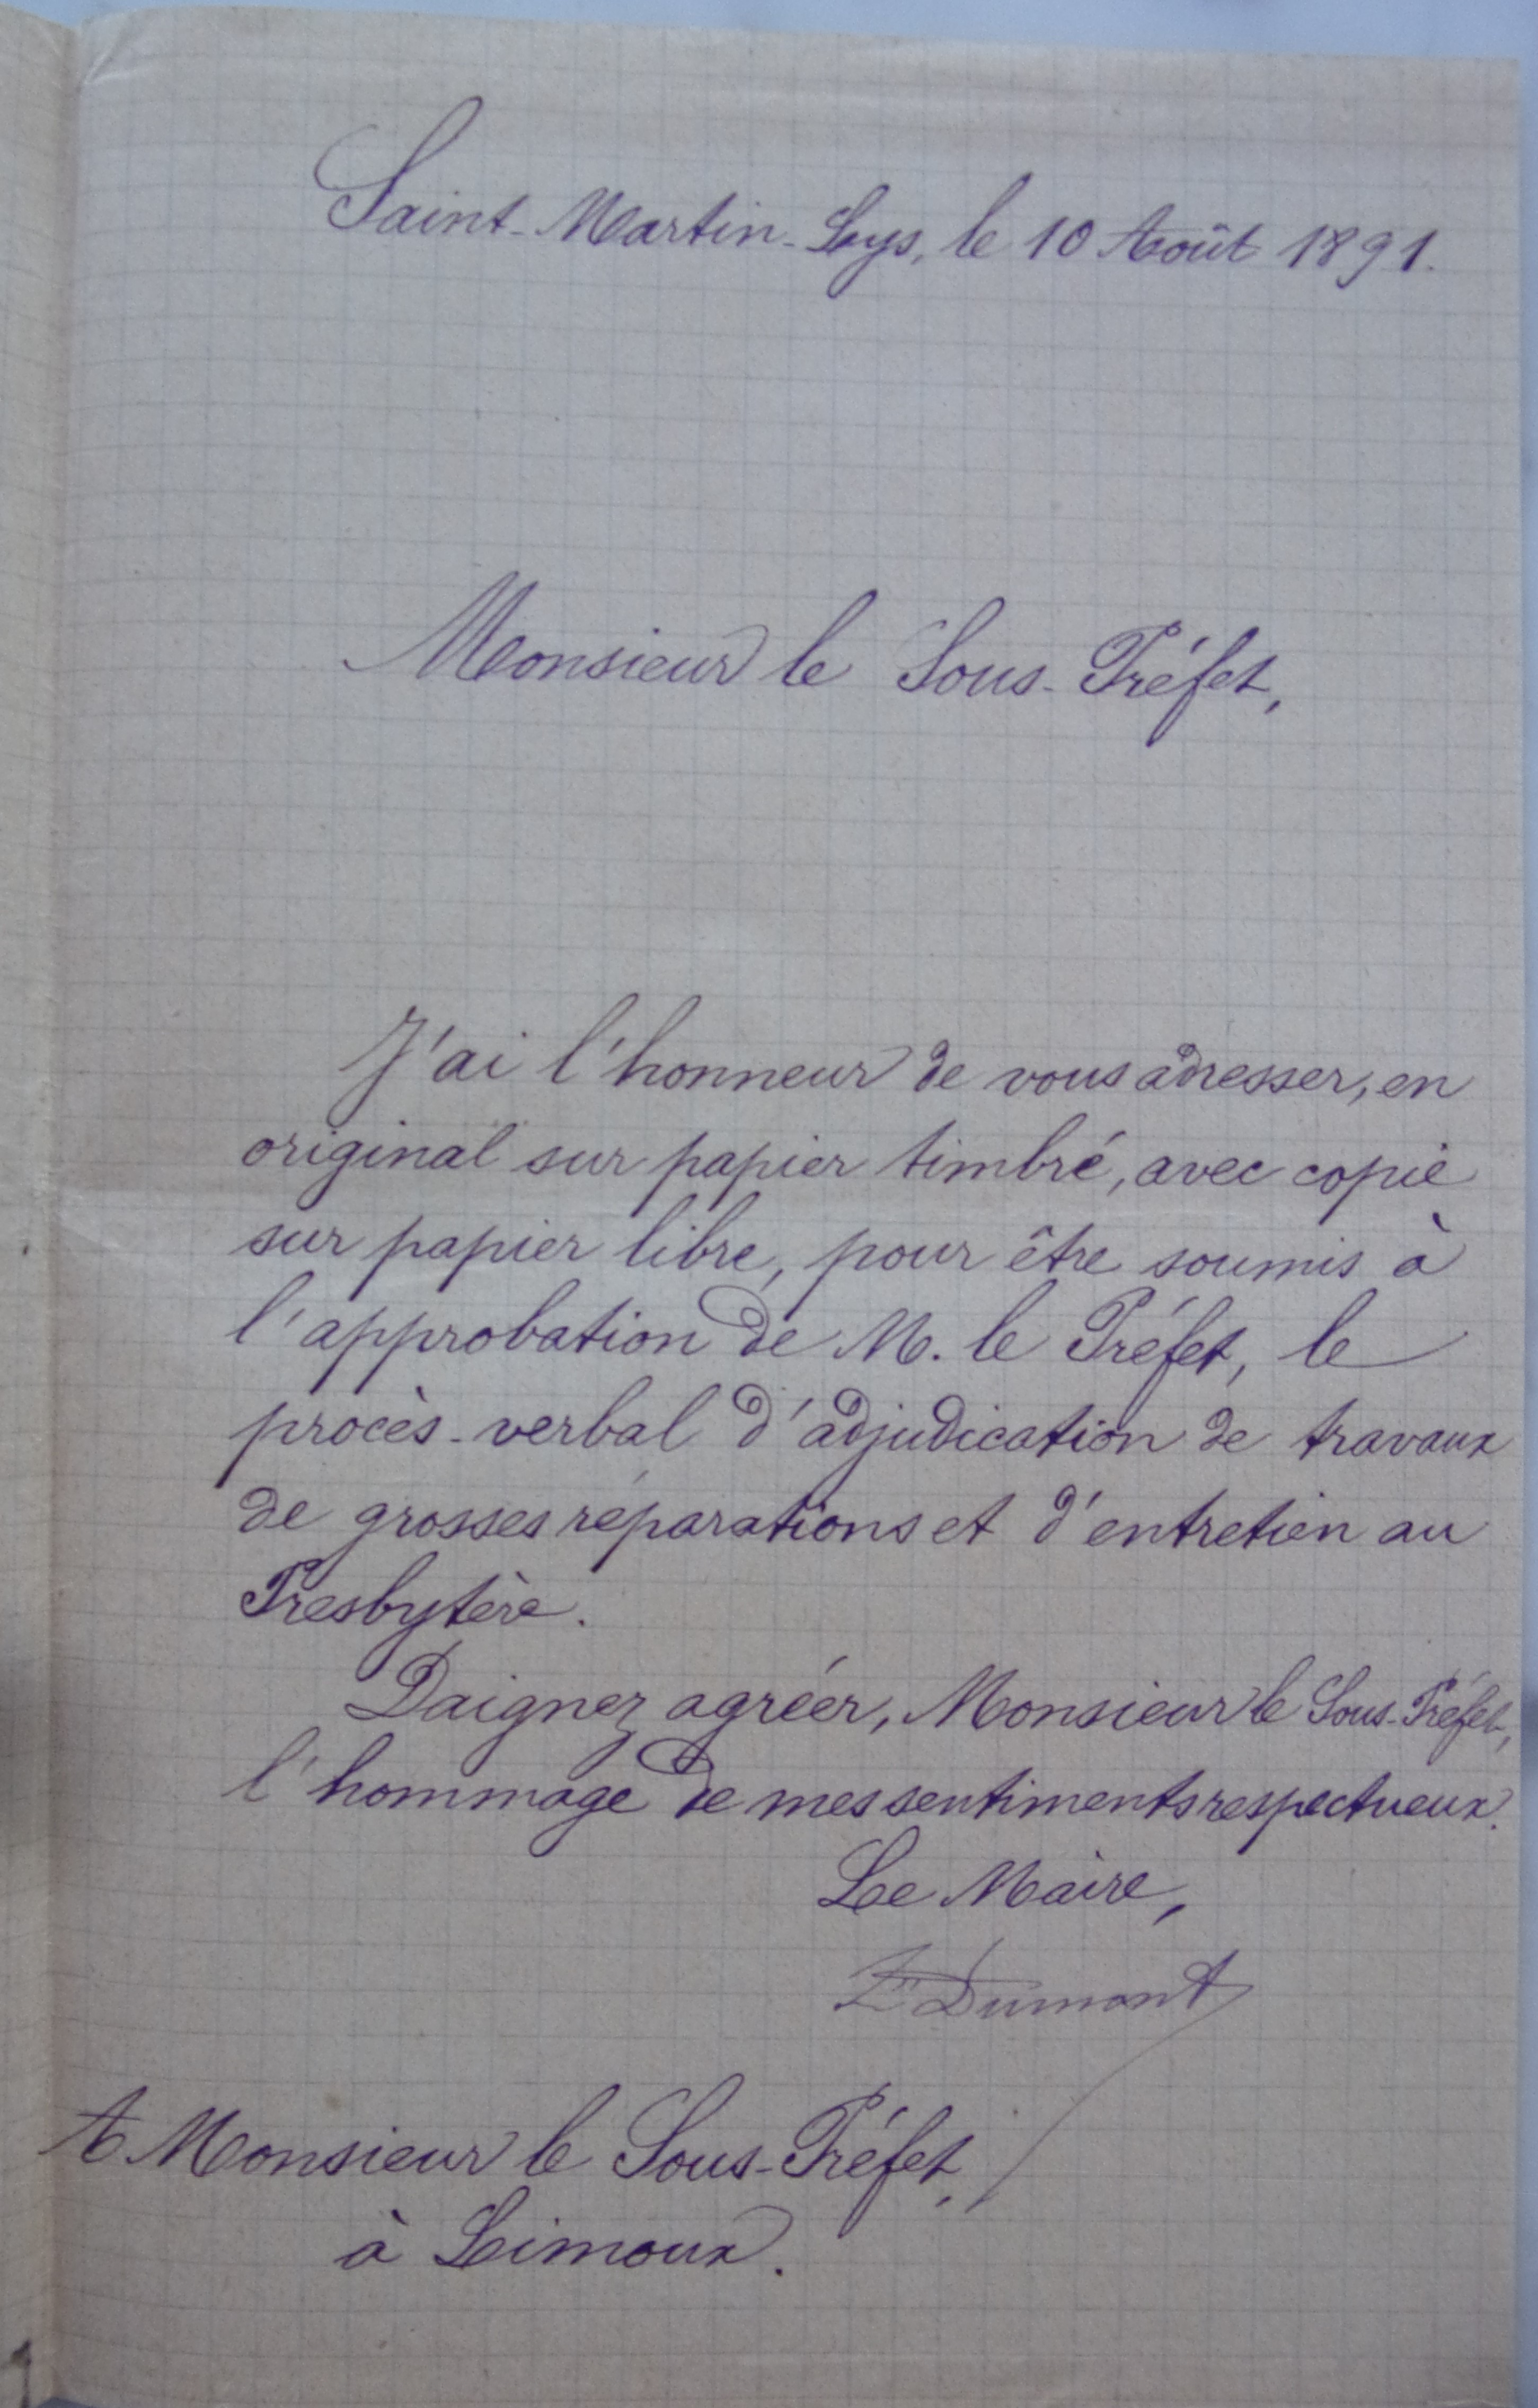 Saint-Martin-Lys, le 10 Août 1891.
Monsieur le Sous-Préfet,
J'ai l'honneur de vous adresser, en
original sur papier timbré, avec copie
sur papier libre, pour être soumis à
l'approbation de M. le Préfet, le
procès-verbal d'adjudication de travaux
de grosses réparations et d'entretien au
Presbytère.
Daignez agréer, Monsieur le Sous-Préfet,
l'hommage de mes sentiments respectueux.
Le Maire,
Dumont
A Monsieur le Sous-Préfet,
à Limoux.